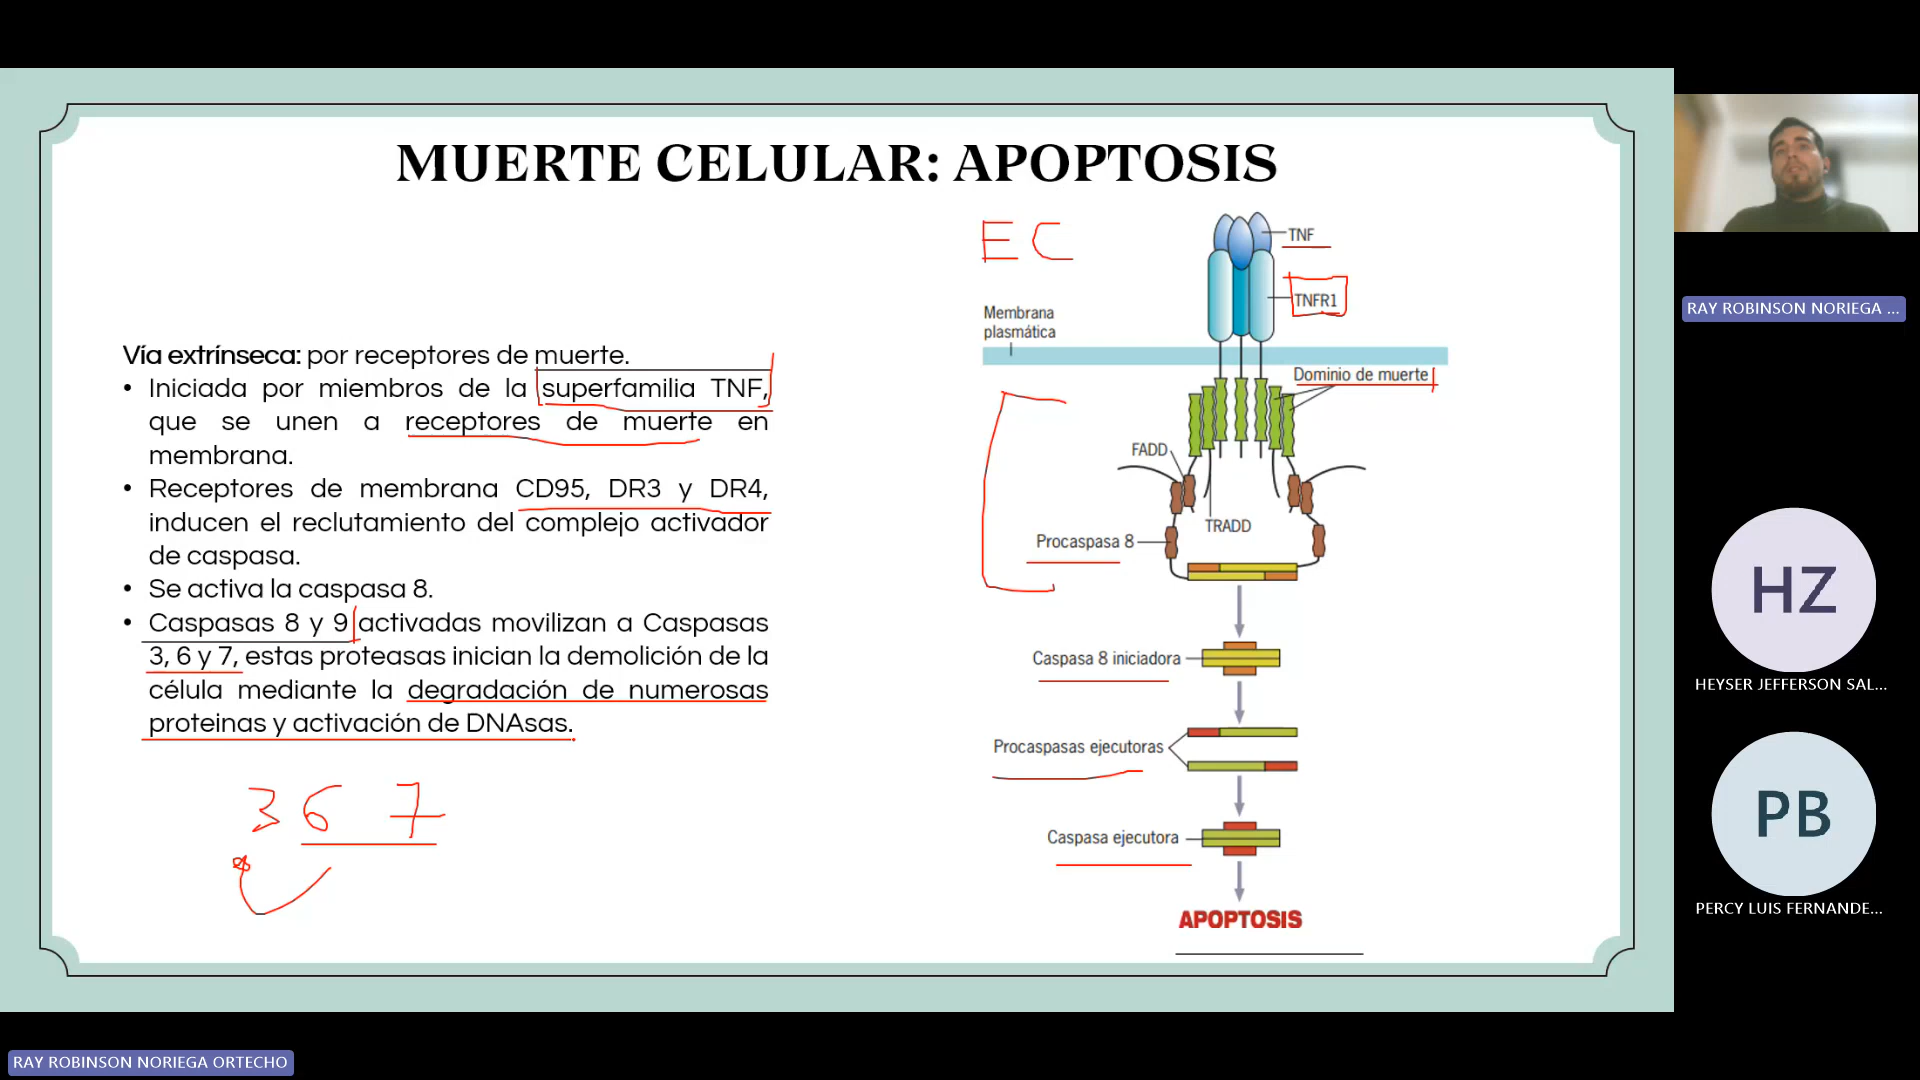 MUERTE CELULAR: APOPTOSIS
Vía extrínseca: por receptores de muerte.
• Iniciada por miembros de la superfamilia TNF,
que se unen a receptores de muerte en
membrana.
• Receptores de membrana CD95, DR3 y DR4,
inducen el reclutamiento del complejo activador
de caspasa.
• Se activa la caspasa 8.
• Caspasas 8 y 9 activadas movilizan a Caspasas
3, 6 y 7, estas proteasas inician la demolición de la
célula mediante la degradación de numerosas
proteinas y activación de DNAsas.
3 6 7
EC
TNF
TNFR1
Membrana
plasmática
Dominio de muerte
FADD
TRADD
Procaspasa 8
Caspasa 8 iniciadora
Procaspasas ejecutoras
Caspasa ejecutora
APOPTOSIS
RAY ROBINSON NORIEGA ...
HZ
HEYSER JEFFERSON SAL...
PB
PERCY LUIS FERNANDE...
RAY ROBINSON NORIEGA ORTECHO